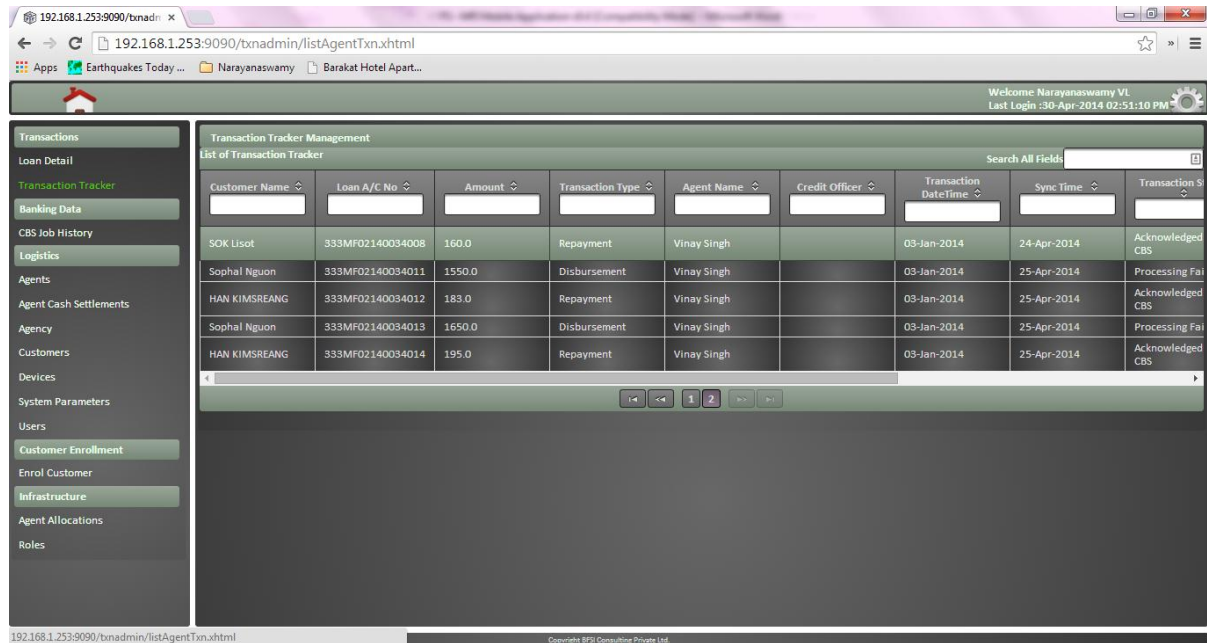 192.168.1.253:9090/txnadn
192.168.1.253:9090/txnadmin/listAgentTxn.xhtml
Apps Earthquakes Today ... Narayanaswamy Barakat Hotel Apart...
Welcome Narayanaswamy VL
Last Login :30-Apr-2014 02:51:10 PM
Transactions
Loan Detail
Transaction Tracker
Banking Data
CBS Job History
Logistics
Agents
Agent Cash Settlements
Agency
Customers
Devices
System Parameters
Users
Customer Enrollment
Enrol Customer
Infrastructure
Agent Allocations
Roles
Transaction Tracker Management
List of Transaction Tracker Search All Fields
Customer Name Loan A/C No Amount Transaction Type Agent Name Credit Officer Transaction DateTime Sync Time Transaction S
SOK Lisot 333MF02140034008 160.0 Repayment Vinay Singh 03-Jan-2014 24-Apr-2014 Acknowledged CBS
Sophal Nguon 333MF02140034011 1550.0 Disbursement Vinay Singh 03-Jan-2014 25-Apr-2014 Processing Fai
HAN KIMSREANG 333MF02140034012 183.0 Repayment Vinay Singh 03-Jan-2014 25-Apr-2014 Acknowledged CBS
Sophal Nguon 333MF02140034013 1650.0 Disbursement Vinay Singh 03-Jan-2014 25-Apr-2014 Processing Fai
HAN KIMSREANG 333MF02140034014 195.0 Repayment Vinay Singh 03-Jan-2014 25-Apr-2014 Acknowledged CBS
1 2
192.168.1.253:9090/txnadmin/listAgentTxn.xhtml
Copyright BFSI Consulting Private Ltd.